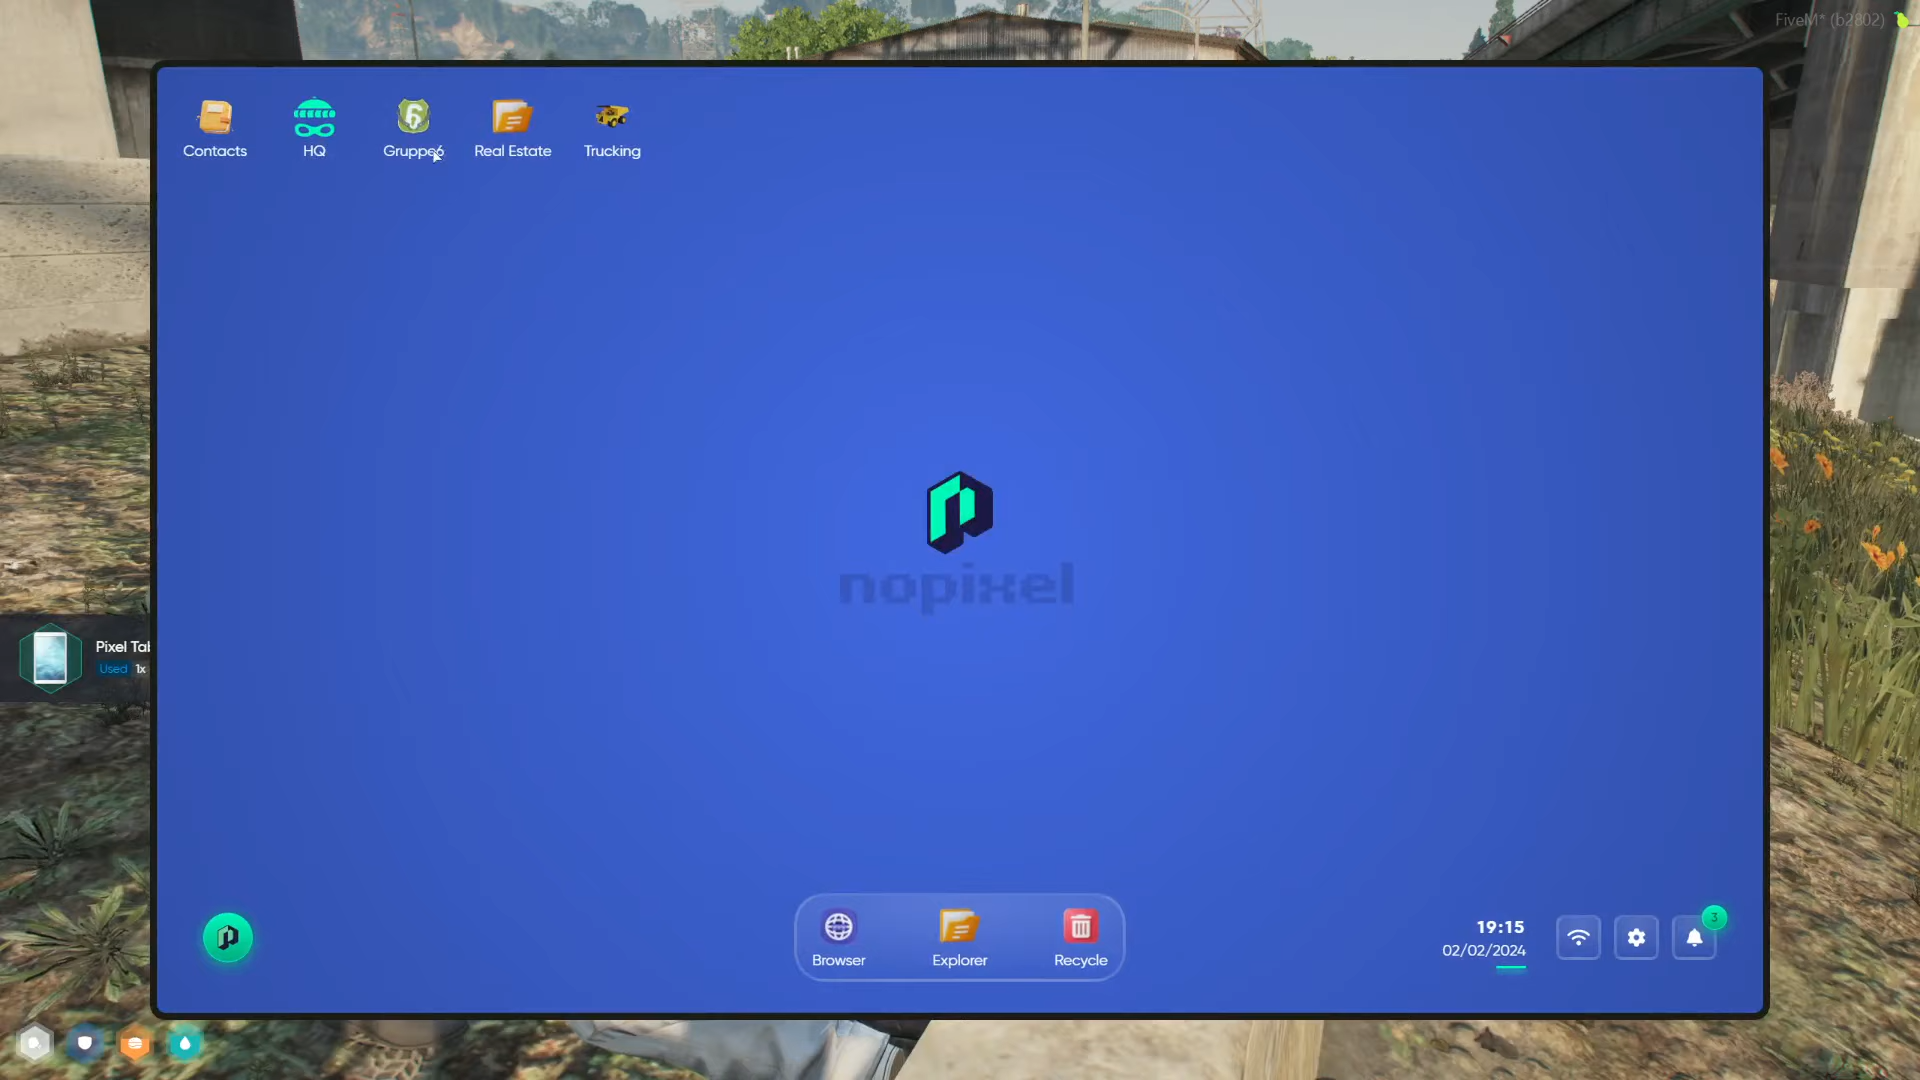 FiveM* (b2802)
Contacts
HQ
Gruppe6
Real Estate
Trucking
nopixel
Pixel Tab
Used 1x
Browser
Explorer
Recycle
19:15
02/02/2024
3